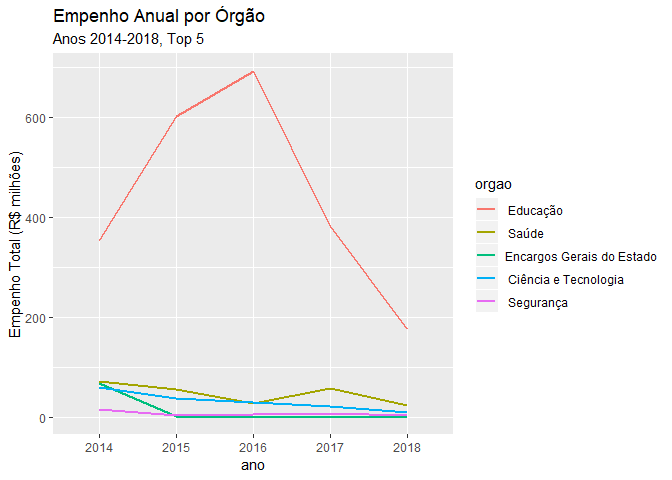 Empenho Anual por Órgão
Anos 2014-2018, Top 5
Empenho Total (R$ milhões)
600
400
200
0
2014 2015 2016 2017 2018
ano
orgao
Educação
Saúde
Encargos Gerais do Estado
Ciência e Tecnologia
Segurança